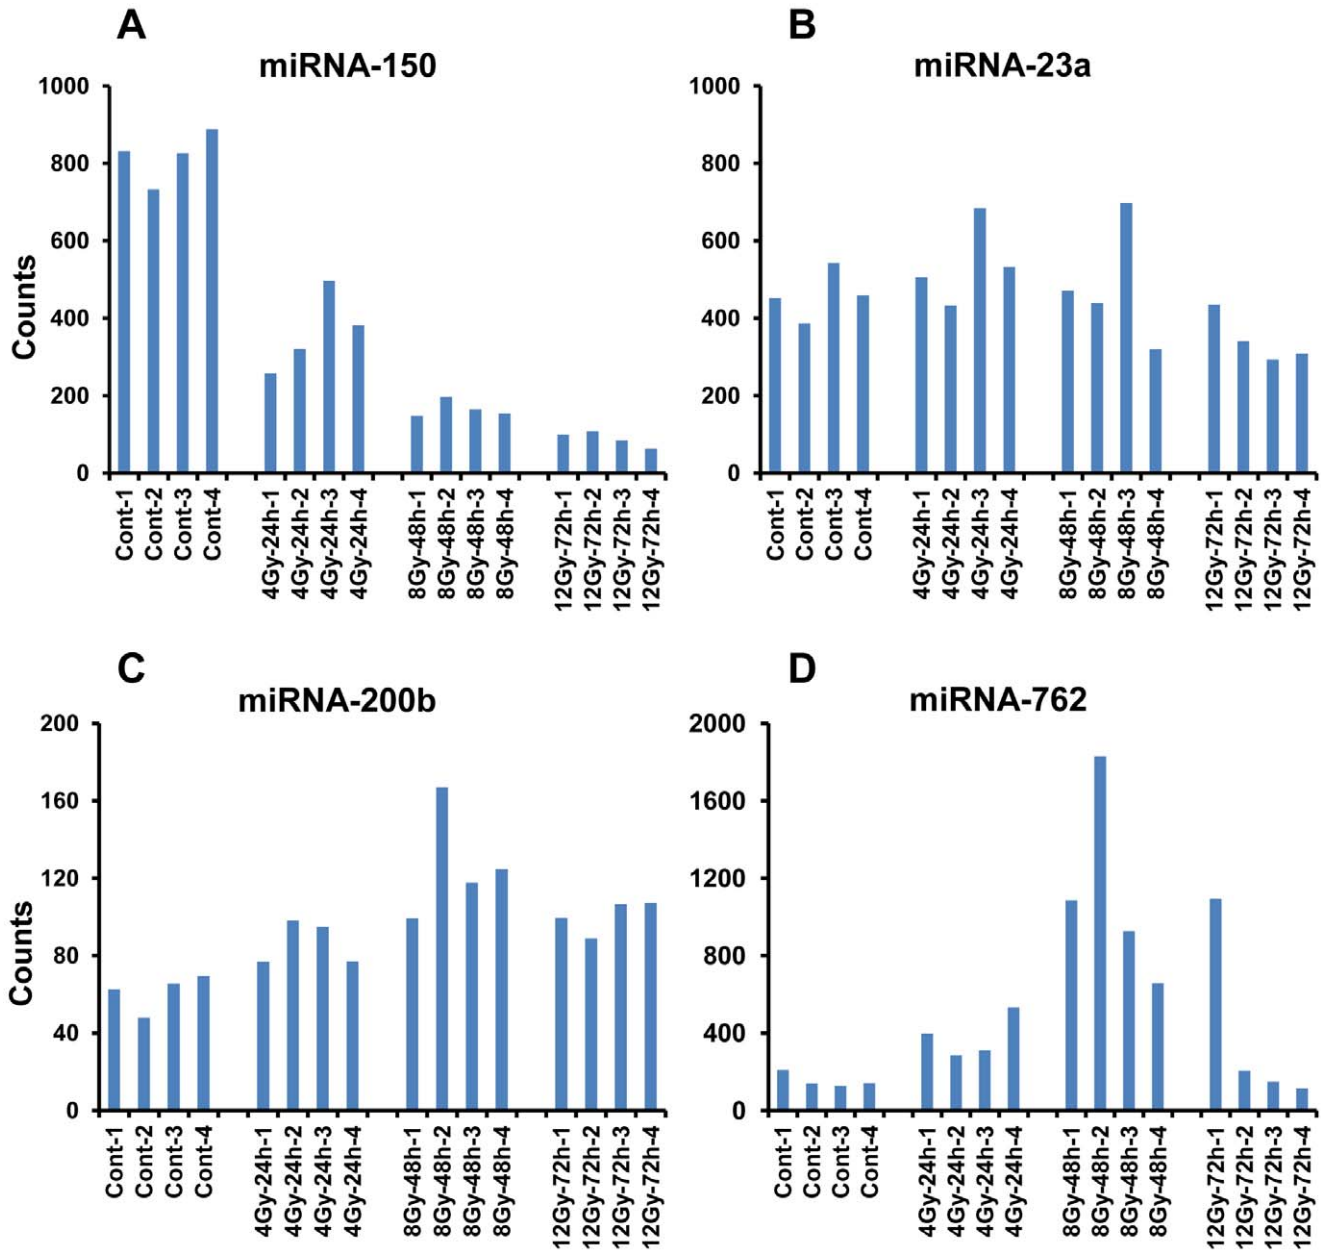 A
miRNA-150
Counts
1000
800
600
400
200
0
Cont-1
Cont-2
Cont-3
Cont-4
4Gy-24h-1
4Gy-24h-2
4Gy-24h-3
4Gy-24h-4
8Gy-48h-1
8Gy-48h-2
8Gy-48h-3
8Gy-48h-4
12Gy-72h-1
12Gy-72h-2
12Gy-72h-3
12Gy-72h-4
B
miRNA-23a
1000
800
600
400
200
0
Cont-1
Cont-2
Cont-3
Cont-4
4Gy-24h-1
4Gy-24h-2
4Gy-24h-3
4Gy-24h-4
8Gy-48h-1
8Gy-48h-2
8Gy-48h-3
8Gy-48h-4
12Gy-72h-1
12Gy-72h-2
12Gy-72h-3
12Gy-72h-4
C
miRNA-200b
Counts
200
160
120
80
40
0
Cont-1
Cont-2
Cont-3
Cont-4
4Gy-24h-1
4Gy-24h-2
4Gy-24h-3
4Gy-24h-4
8Gy-48h-1
8Gy-48h-2
8Gy-48h-3
8Gy-48h-4
12Gy-72h-1
12Gy-72h-2
12Gy-72h-3
12Gy-72h-4
D
miRNA-762
2000
1600
1200
800
400
0
Cont-1
Cont-2
Cont-3
Cont-4
4Gy-24h-1
4Gy-24h-2
4Gy-24h-3
4Gy-24h-4
8Gy-48h-1
8Gy-48h-2
8Gy-48h-3
8Gy-48h-4
12Gy-72h-1
12Gy-72h-2
12Gy-72h-3
12Gy-72h-4